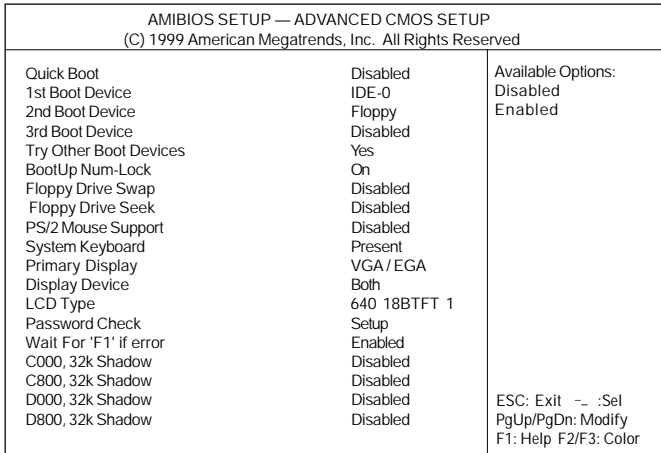 AMIBIOS SETUP — ADVANCED CMOS SETUP
(C) 1999 American Megatrends, Inc. All Rights Reserved
Quick Boot Disabled
1st Boot Device IDE-0
2nd Boot Device Floppy
3rd Boot Device Disabled
Try Other Boot Devices Yes
BootUp Num-Lock On
Floppy Drive Swap Disabled
Floppy Drive Seek Disabled
PS/2 Mouse Support Disabled
System Keyboard Present
Primary Display VGA/EGA
Display Device Both
LCD Type 640 18BTFT 1
Password Check Setup
Wait For 'F1' if error Enabled
C000, 32k Shadow Disabled
C800, 32k Shadow Disabled
D000, 32k Shadow Disabled
D800, 32k Shadow Disabled
Available Options:
Disabled
Enabled
ESC: Exit :Sel
PgUp/PgDn: Modify
F1: Help F2/F3: Color